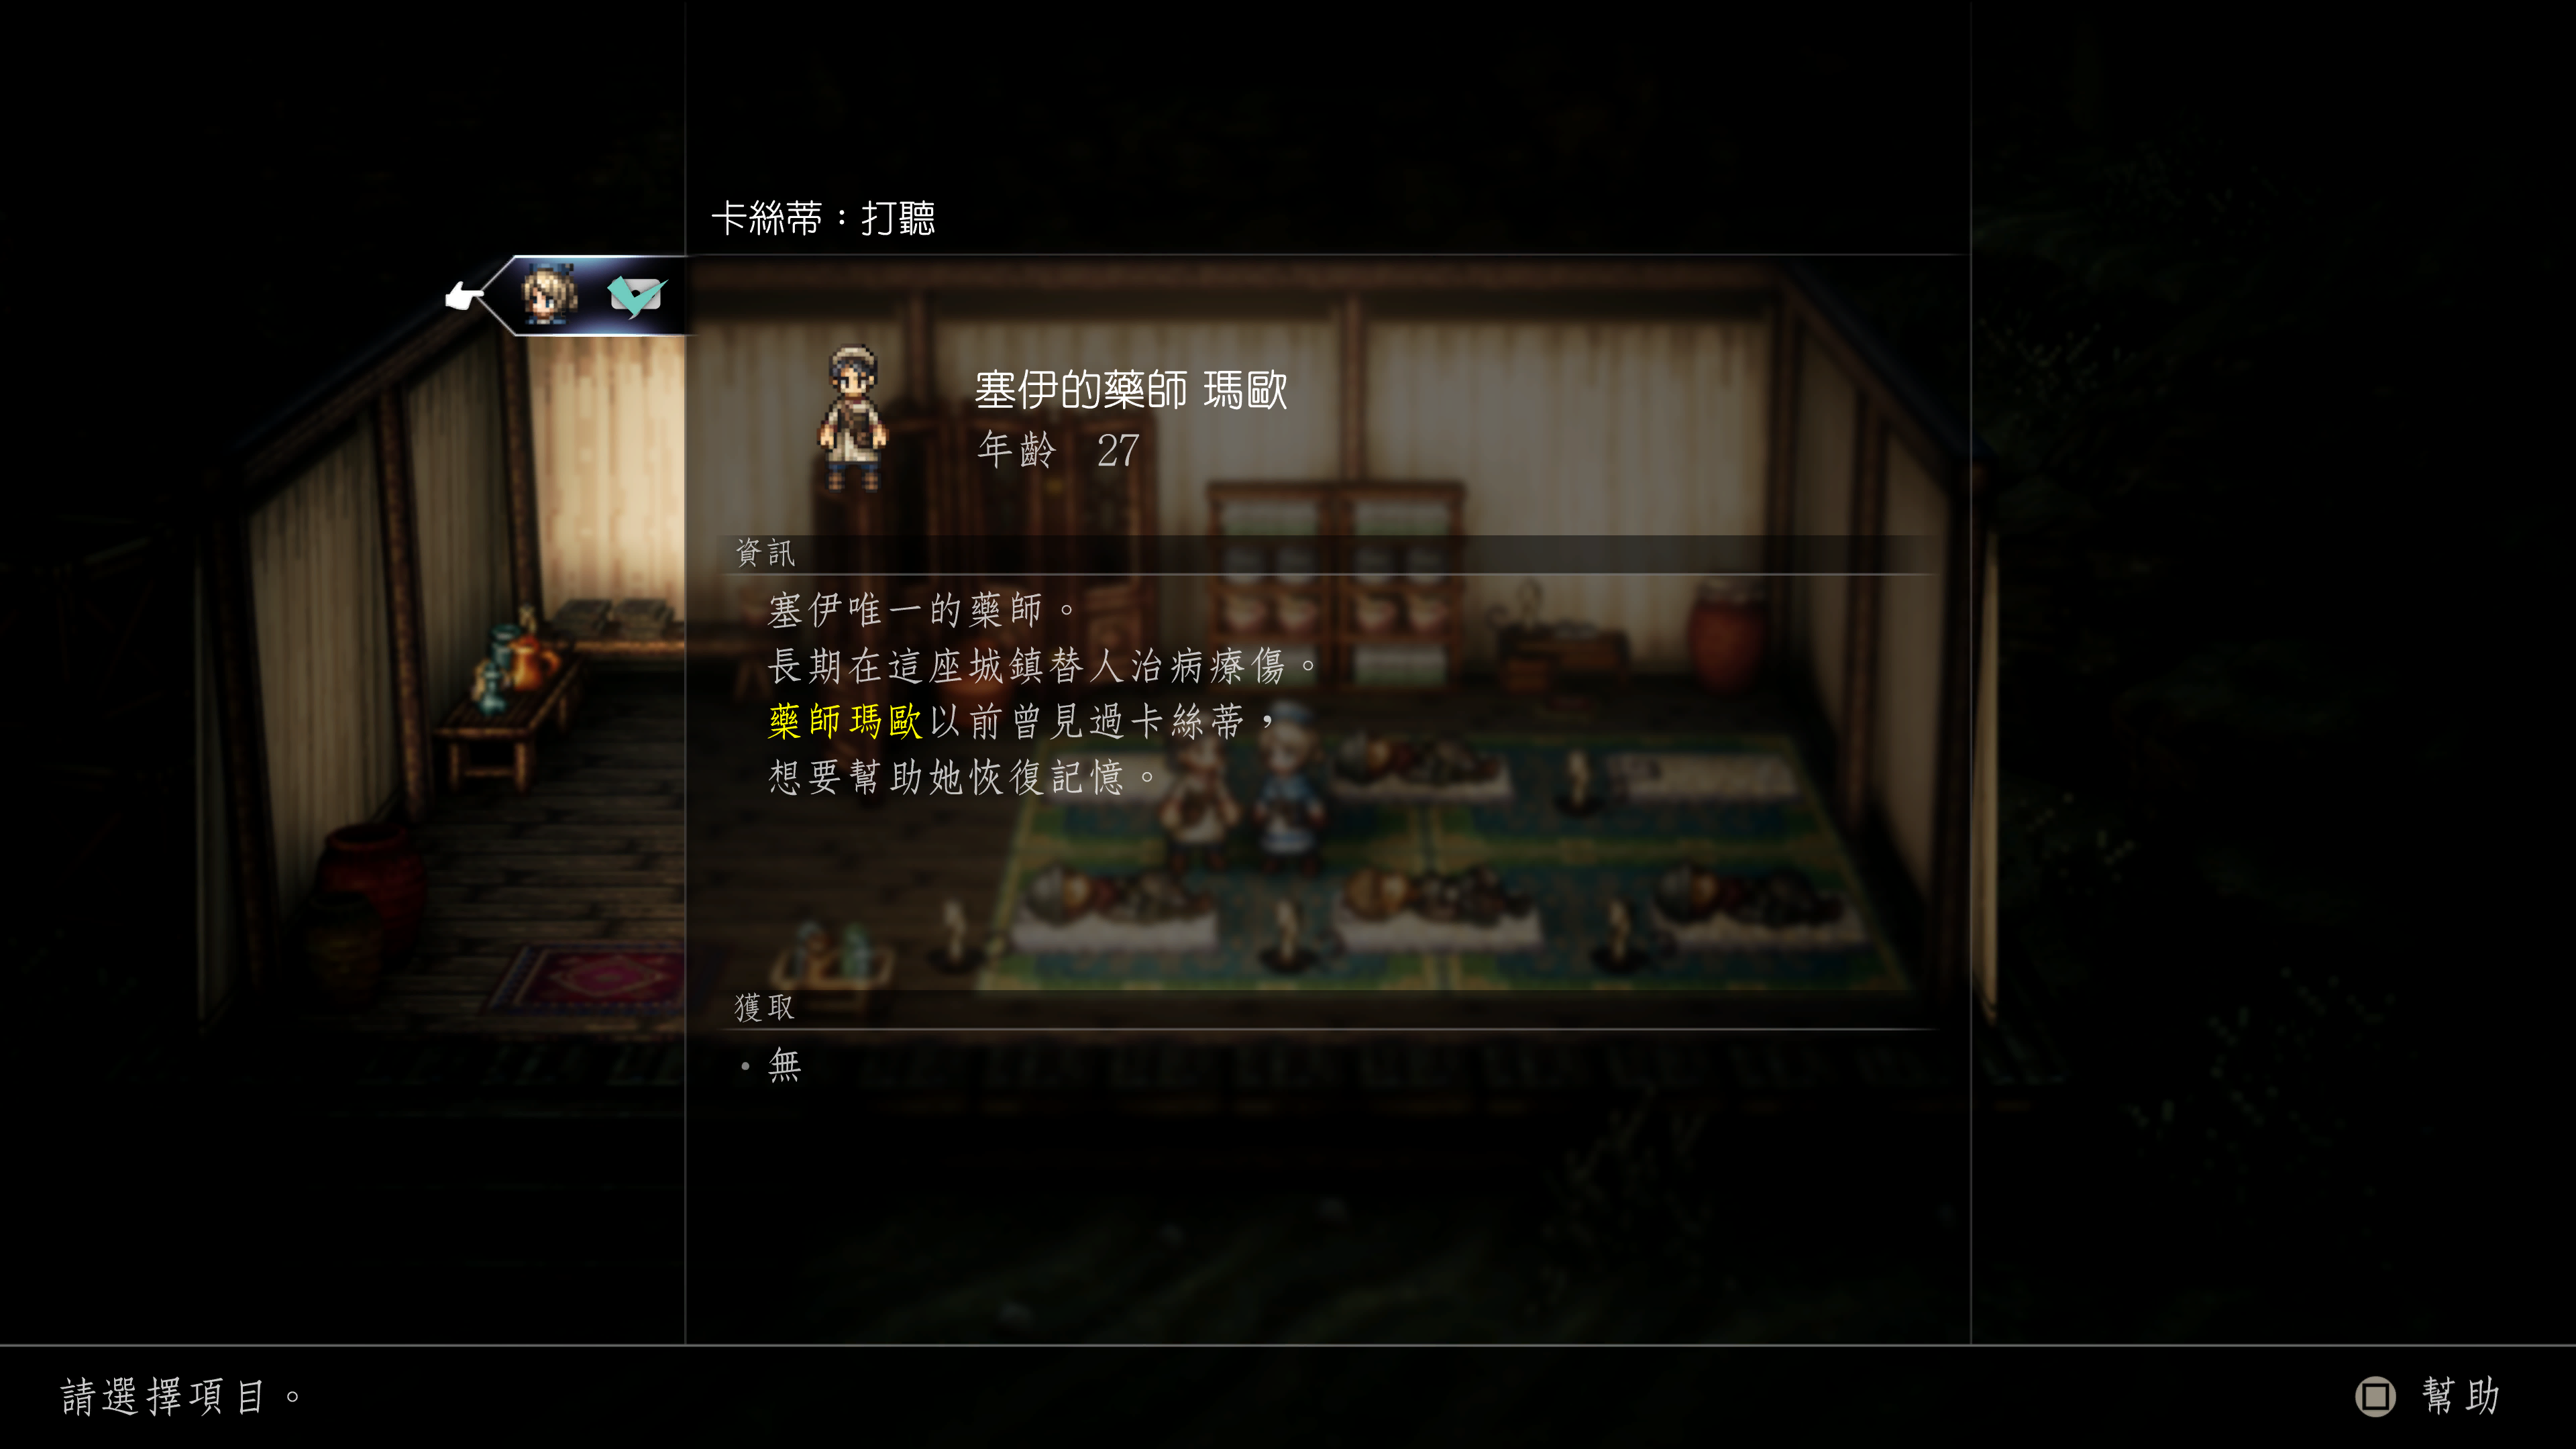 卡絲蒂：打聽
塞伊的藥師 瑪歐
年齡 27
資訊
塞伊唯一的藥師。
長期在這座城鎮替人治病療傷。
藥師瑪歐以前曾見過卡絲蒂，
想要幫助她恢復記憶。
獲取
・無
請選擇項目。
幫助